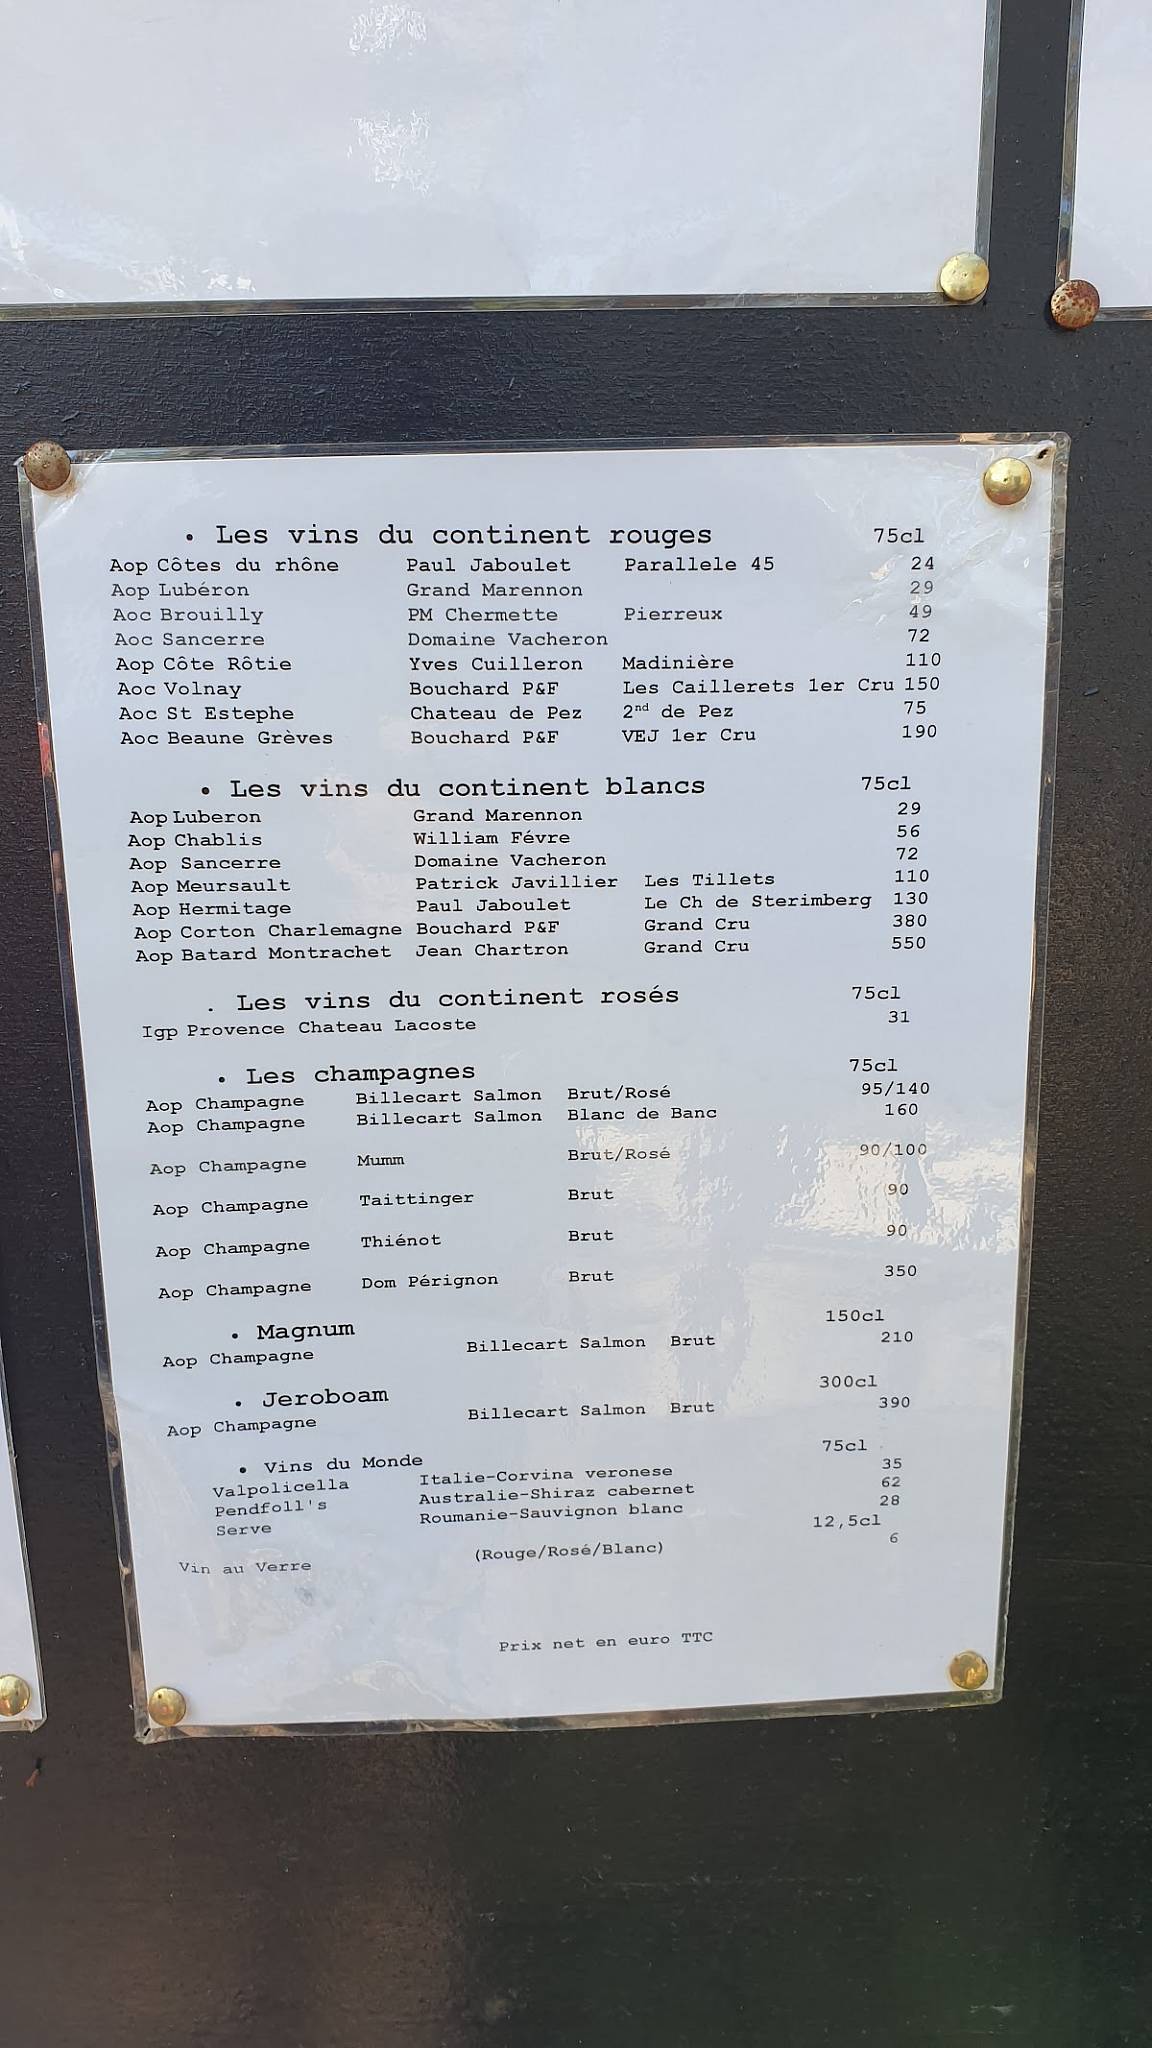 • Les vins du continent rouges 75cl
Aop Côtes du rhône Paul Jaboulet Parallele 45 24
Aop Lubéron Grand Marennon 29
Aoc Brouilly PM Chermette Pierreux 49
Aoc Sancerre Domaine Vacheron 72
Aop Côte Rôtie Yves Cuilleron Madinière 110
Aoc Volnay Bouchard P&F Les Caillerets 1er Cru 150
Aoc St Estephe Chateau de Pez 2nd de Pez 75
Aoc Beaune Grèves Bouchard P&F VEJ 1er Cru 190
• Les vins du continent blancs 75cl
Aop Luberon Grand Marennon 29
Aop Chablis William Févre 56
Aop Sancerre Domaine Vacheron 72
Aop Meursault Patrick Javillier Les Tillets 110
Aop Hermitage Paul Jaboulet Le Ch de Sterimberg 130
Aop Corton Charlemagne Bouchard P&F Grand Cru 380
Aop Batard Montrachet Jean Chartron Grand Cru 550
. Les vins du continent rosés 75cl
Igp Provence Chateau Lacoste 31
• Les champagnes 75cl
Aop Champagne Billecart Salmon Brut/Rosé 95/140
Aop Champagne Billecart Salmon Blanc de Banc 160
Aop Champagne Mumm Brut/Rosé 90/100
Aop Champagne Taittinger Brut 90
Aop Champagne Thiénot Brut 90
Aop Champagne Dom Pérignon Brut 350
• Magnum 150cl
Aop Champagne Billecart Salmon Brut 210
• Jeroboam 300cl
Aop Champagne Billecart Salmon Brut 390
• Vins du Monde 75cl
Valpolicella Italie-Corvina veronese 35
Pendfoll's Australie-Shiraz cabernet 62
Serve Roumanie-Sauvignon blanc 28
12,5cl
Vin au Verre (Rouge/Rosé/Blanc) 6
Prix net en euro TTC